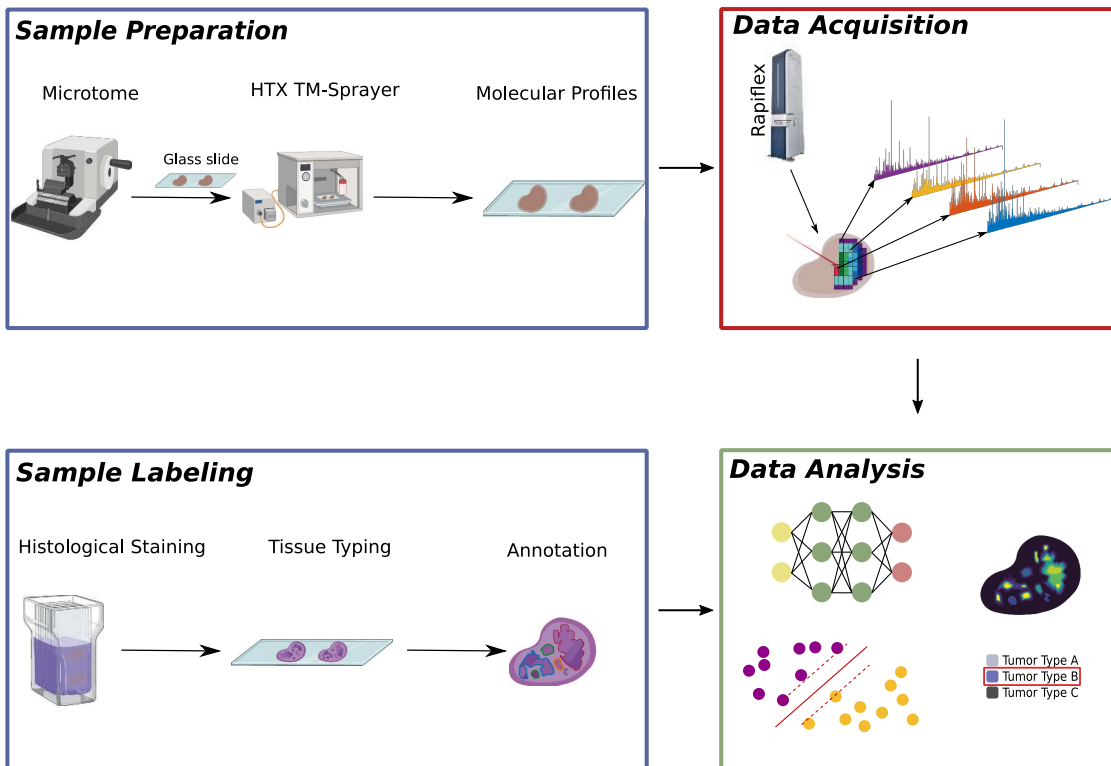 Sample Preparation
Microtome
Glass slide
HTX TM-Sprayer
Molecular Profiles
Data Acquisition
Rapiflex
Sample Labeling
Histological Staining
Tissue Typing
Annotation
Data Analysis
Tumor Type A
Tumor Type B
Tumor Type C